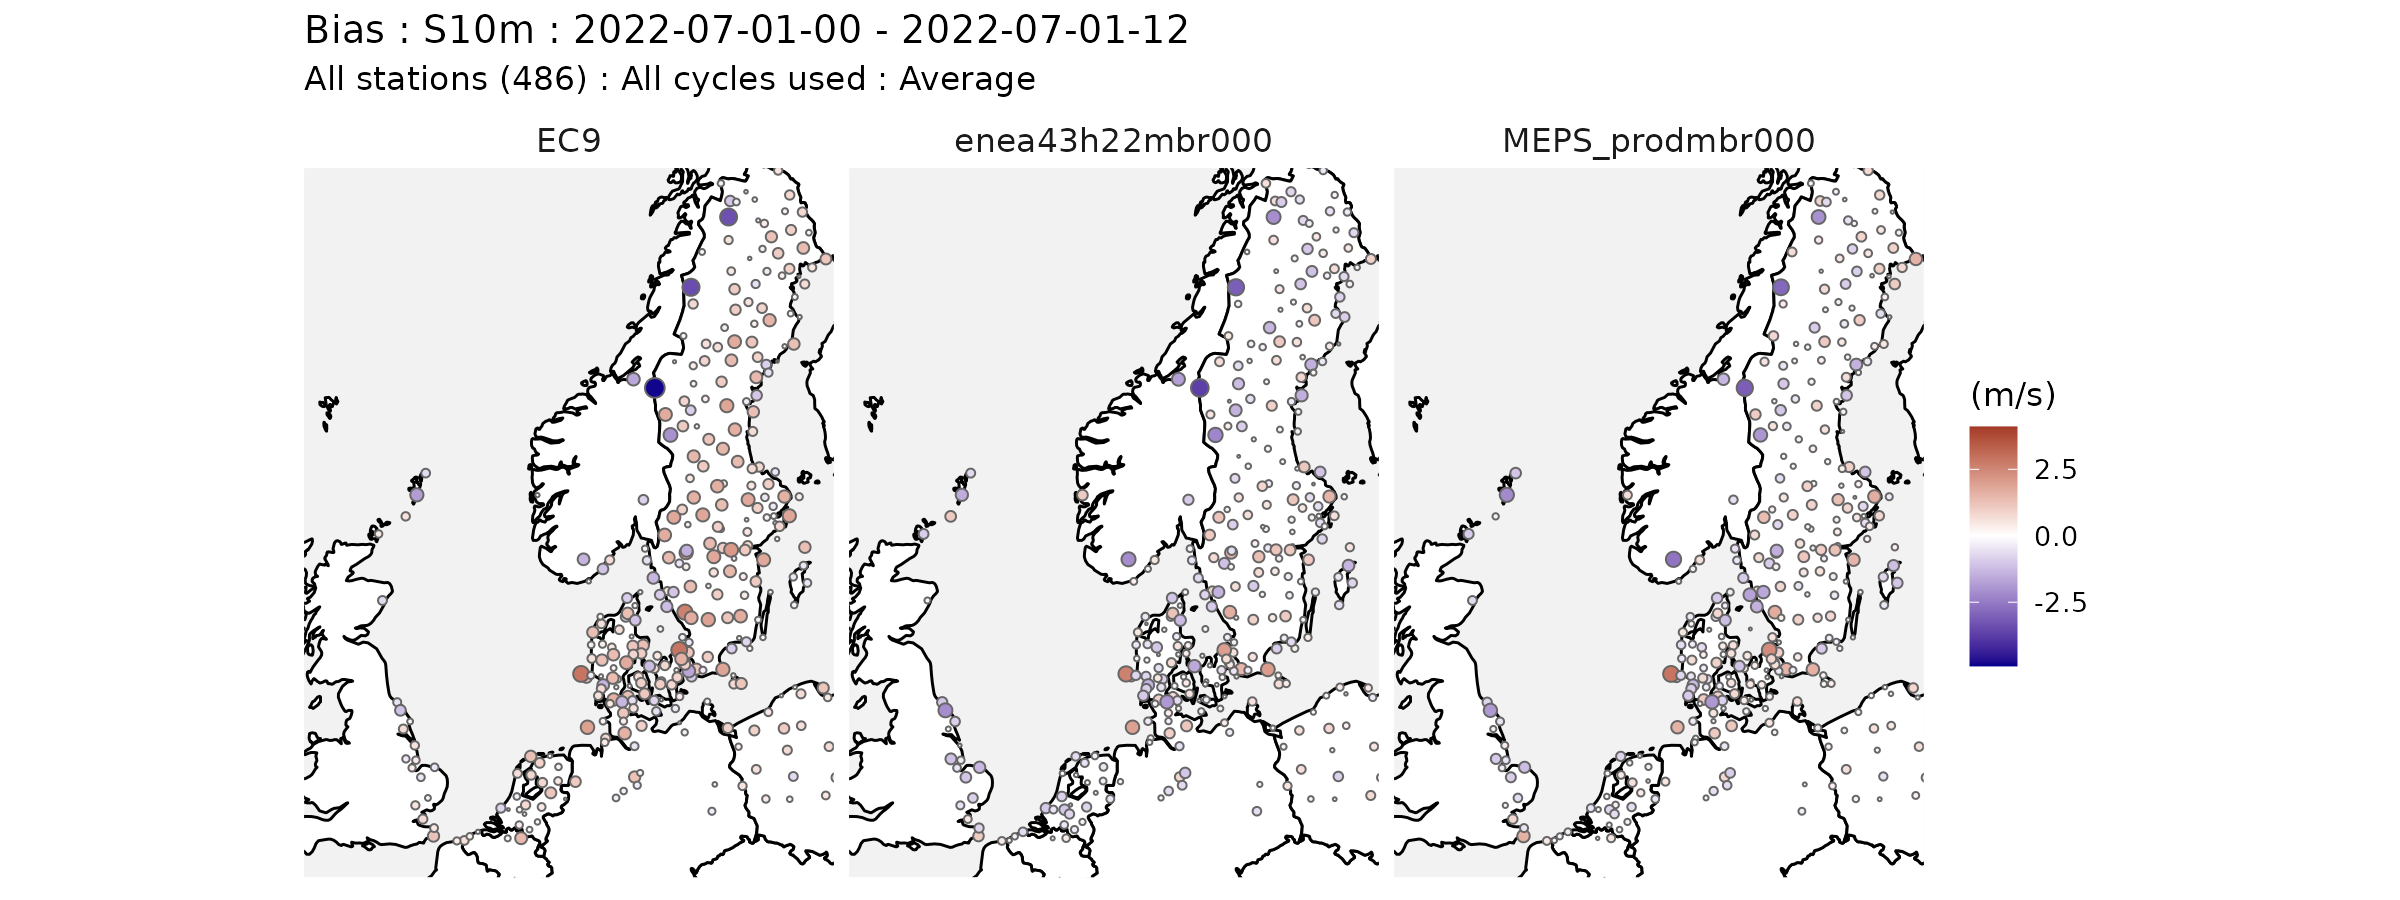 Bias : S10m : 2022-07-01-00 - 2022-07-01-12
All stations (486) : All cycles used : Average
EC9
enea43h22mbr000
MEPS_prodmbr000
(m/s)
2.5
0.0
-2.5